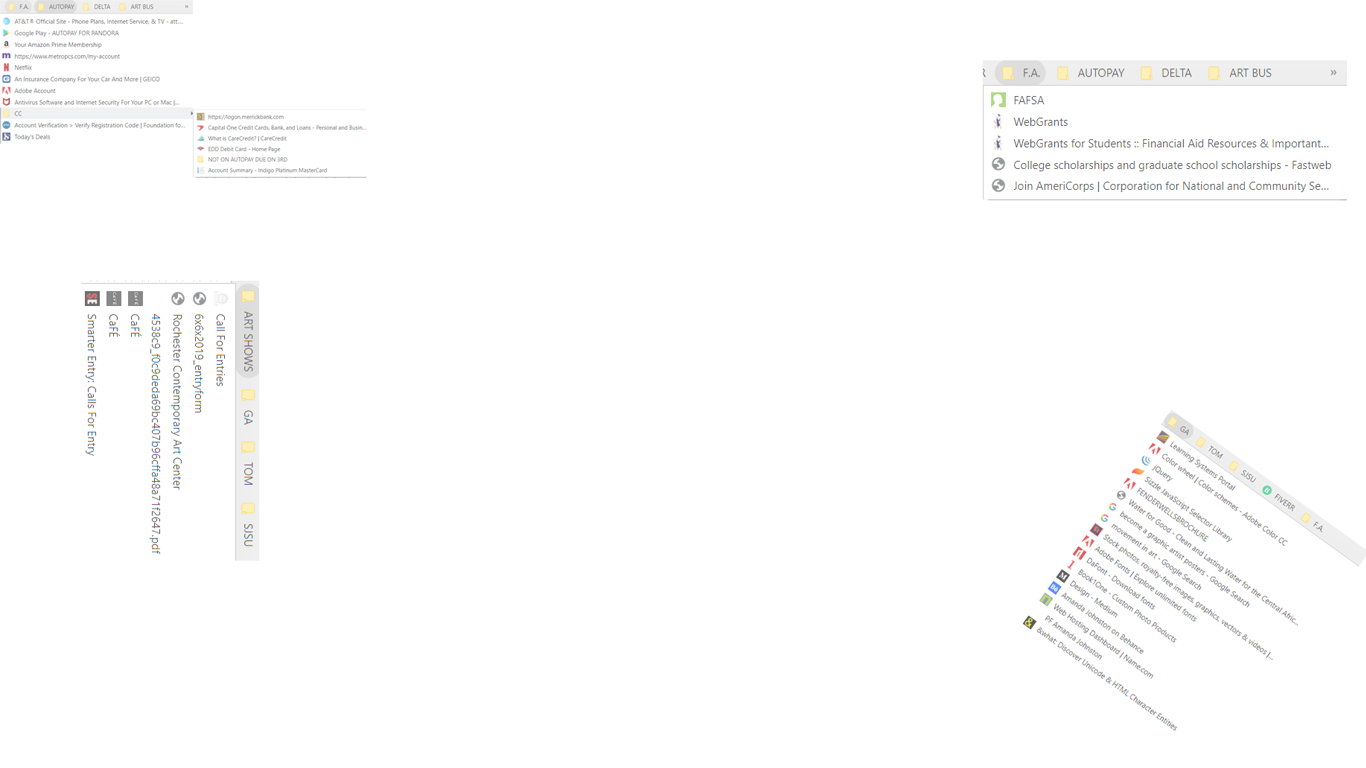 F.A. AUTOPAY DELTA ART BUS »
AT&T® Official Site - Phone Plans, Internet Service, & TV - att....
Google Play - AUTOPAY FOR PANDORA
Your Amazon Prime Membership
https://www.metropcs.com/my-account
Netflix
An Insurance Company For Your Car And More | GEICO
Adobe Account
Antivirus Software and Internet Security For Your PC or Mac |...
CC
Account Verification > Verify Registration Code | Foundation fo...
Today's Deals
https://logon.merrickbank.com
Capital One Credit Cards, Bank, and Loans - Personal and Busin...
What is CareCredit? | CareCredit
EDD Debit Card - Home Page
NOT ON AUTOPAY DUE ON 3RD
Account Summary - Indigo Platinum MasterCard
F.A. AUTOPAY DELTA ART BUS »
FAFSA
WebGrants
WebGrants for Students :: Financial Aid Resources & Important...
College scholarships and graduate school scholarships - Fastweb
Join AmeriCorps | Corporation for National and Community Se...
ART SHOWS GA TOM SJSU
Call For Entries
6x6x2019_entryform
Rochester Contemporary Art Center
4538c9_f0c9deda69bc407b96cffa48a71f2647.pdf
CaFÉ
CaFÉ
Smarter Entry: Calls For Entry
GA TOM SJSU FIVERR F.A.
Learning Systems Portal
Color wheel | Color schemes - Adobe Color CC
jQuery
Sizzle JavaScript Selector Library
FENDERWELLSBROCHURE
Water for Good - Clean and Lasting Water for the Central Afric...
become a graphic artist posters - Google Search
movement in art - Google Search
Stock photos, royalty-free images, graphics, vectors & videos |...
Adobe Fonts | Explore unlimited fonts
DaFont - Download fonts
Book1One - Custom Photo Products
Design - Medium
Amanda Johnston on Behance
Web Hosting Dashboard | Name.com
PF Amanda Johnston
&what: Discover Unicode & HTML Character Entities